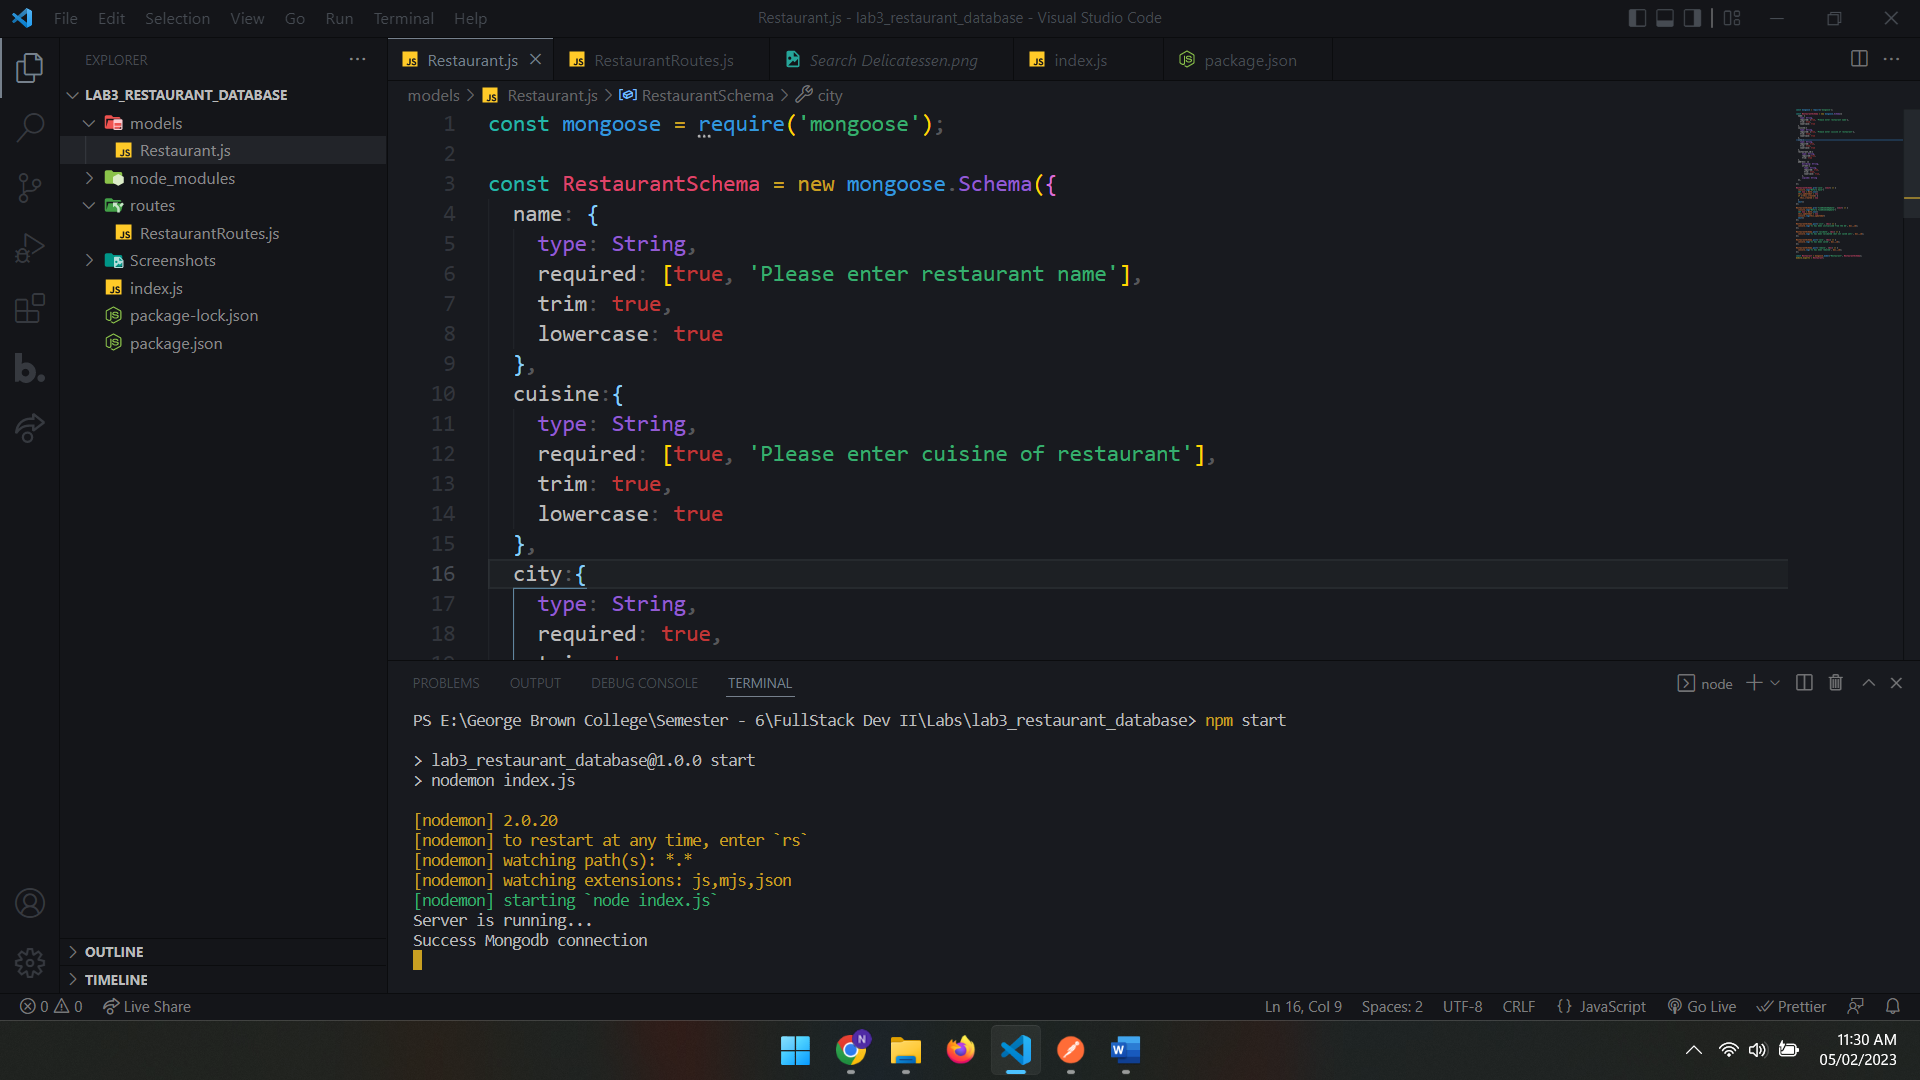 File Edit Selection View Go Run Terminal Help
Restaurant.js - lab3_restaurant_database - Visual Studio Code
EXPLORER
LAB3_RESTAURANT_DATABASE
models
Restaurant.js
node_modules
routes
RestaurantRoutes.js
Screenshots
index.js
package-lock.json
package.json
OUTLINE
TIMELINE
Restaurant.js RestaurantRoutes.js Search Delicatessen.png index.js package.json
models > Restaurant.js > RestaurantSchema > city
1 const mongoose = require('mongoose');
2
3 const RestaurantSchema = new mongoose.Schema({
4 name: {
5 type: String,
6 required: [true, 'Please enter restaurant name'],
7 trim: true,
8 lowercase: true
9 },
10 cuisine:{
11 type: String,
12 required: [true, 'Please enter cuisine of restaurant'],
13 trim: true,
14 lowercase: true
15 },
16 city:{
17 type: String,
18 required: true,
PROBLEMS OUTPUT DEBUG CONSOLE TERMINAL
node
PS E:\George Brown College\Semester - 6\FullStack Dev II\Labs\lab3_restaurant_database> npm start
> lab3_restaurant_database@1.0.0 start
> nodemon index.js
[nodemon] 2.0.20
[nodemon] to restart at any time, enter `rs`
[nodemon] watching path(s): *.*
[nodemon] watching extensions: js,mjs,json
[nodemon] starting `node index.js`
Server is running...
Success Mongodb connection
0 0 Live Share
Ln 16, Col 9 Spaces: 2 UTF-8 CRLF {} JavaScript Go Live Prettier
11:30 AM
05/02/2023